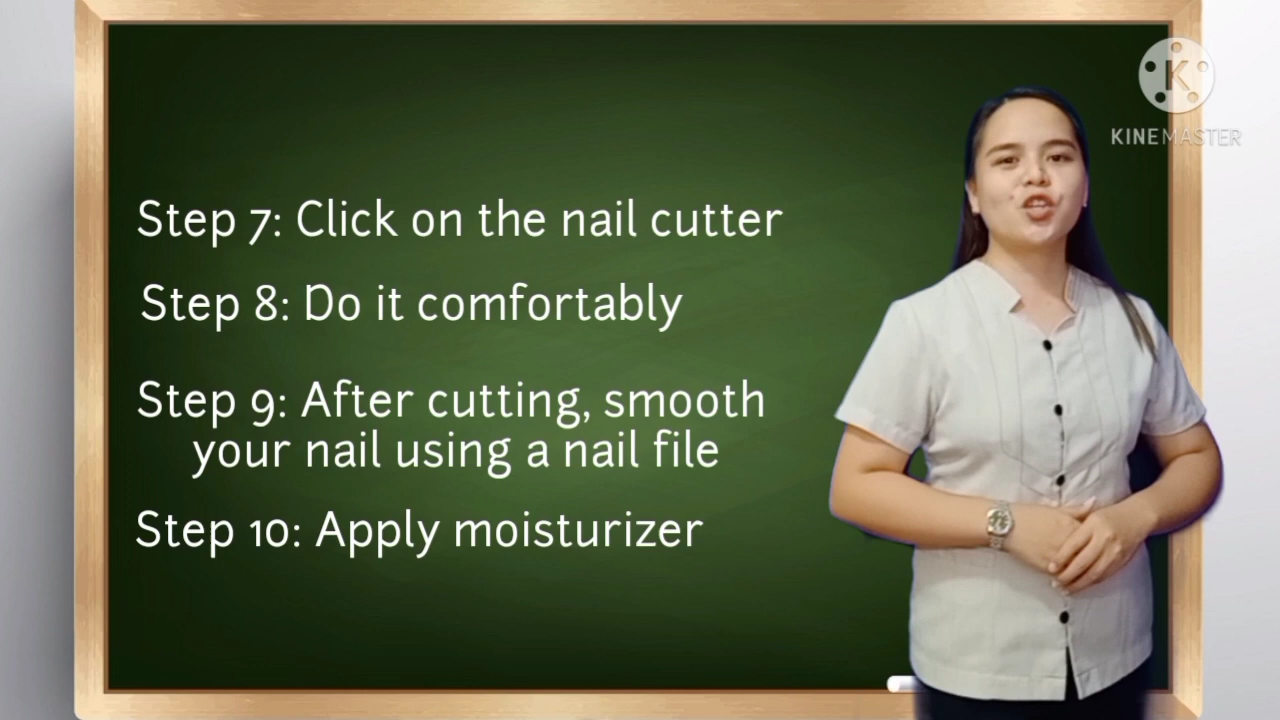 K
KINEMASTER
Step 7: Click on the nail cutter
Step 8: Do it comfortably
Step 9: After cutting, smooth
your nail using a nail file
Step 10: Apply moisturizer